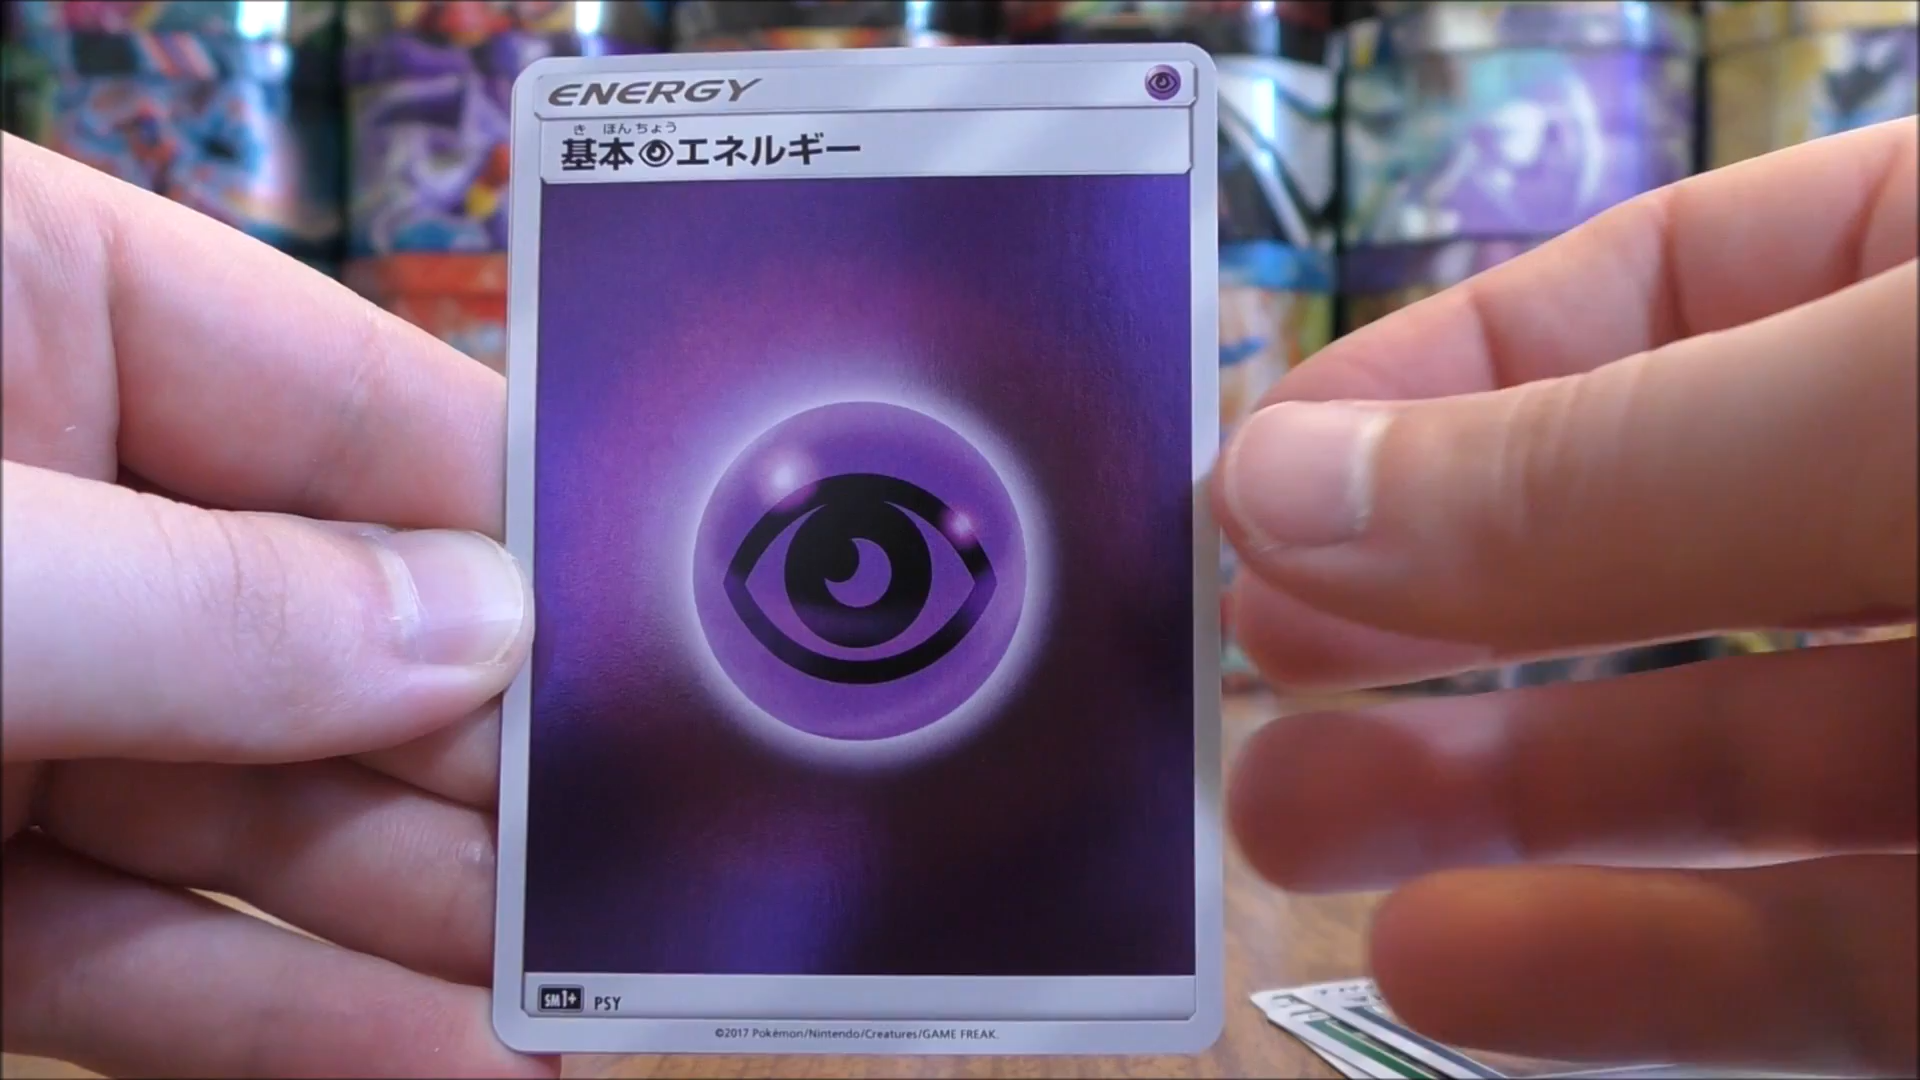 ENERGY
き ほんちょう
基本エネルギー
SM1+ PSY
©2017 Pokémon/Nintendo/Creatures/GAME FREAK.